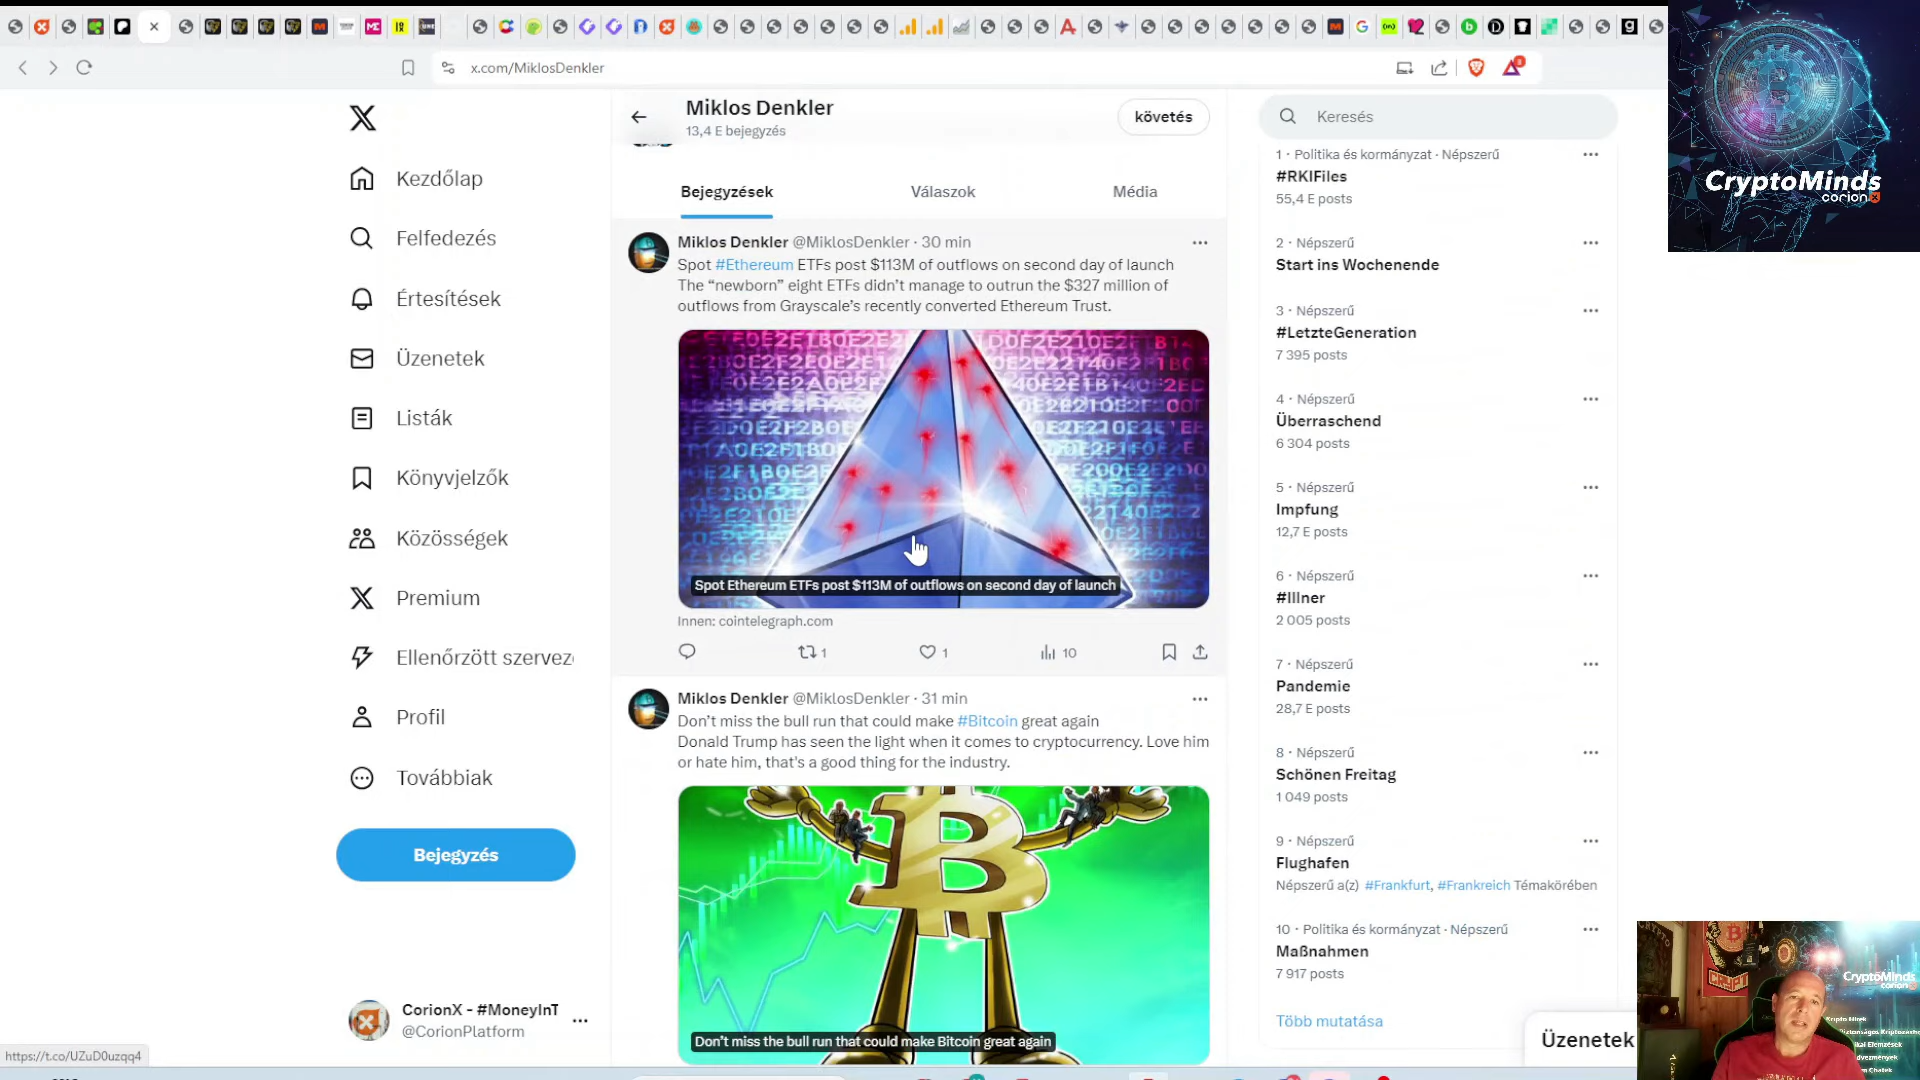 x.com/MiklosDenkler
CryptoMinds
corion
Kezdőlap
Felfedezés
Értesítések
Üzenetek
Listák
Könyvjelzők
Közösségek
Premium
Ellenőrzött szervez
Profil
Továbbiak
Bejegyzés
CorionX - #MoneyInT
@CorionPlatform
https://t.co/UZuD0uzqq4
Miklos Denkler
13,4 E bejegyzés
követés
Bejegyzések Válaszok Média
Miklos Denkler @MiklosDenkler · 30 min
Spot #Ethereum ETFs post $113M of outflows on second day of launch
The “newborn” eight ETFs didn’t manage to outrun the $327 million of
outflows from Grayscale’s recently converted Ethereum Trust.
Spot Ethereum ETFs post $113M of outflows on second day of launch
Innen: cointelegraph.com
1 1 10
Miklos Denkler @MiklosDenkler · 31 min
Don’t miss the bull run that could make #Bitcoin great again
Donald Trump has seen the light when it comes to cryptocurrency. Love him
or hate him, that's a good thing for the industry.
Don’t miss the bull run that could make Bitcoin great again
Keresés
1 · Politika és kormányzat · Népszerű
#RKIFiles
55,4 E posts
2 · Népszerű
Start ins Wochenende
3 · Népszerű
#LetzteGeneration
7 395 posts
4 · Népszerű
Überraschend
6 304 posts
5 · Népszerű
Impfung
12,7 E posts
6 · Népszerű
#Illner
2 005 posts
7 · Népszerű
Pandemie
28,7 E posts
8 · Népszerű
Schönen Freitag
1 049 posts
9 · Népszerű
Flughafen
Népszerű a(z) #Frankfurt, #Frankreich Témakörében
10 · Politika és kormányzat · Népszerű
Maßnahmen
7 917 posts
Több mutatása
Üzenetek
CryptoMinds
corion